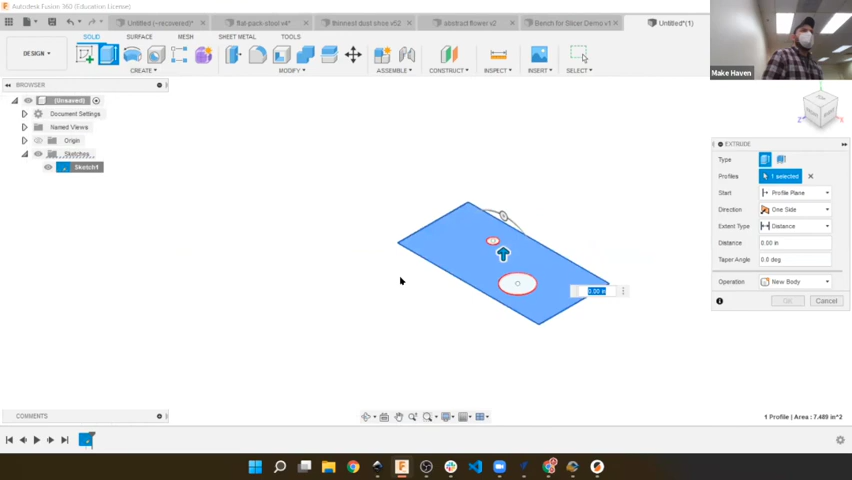 Autodesk Fusion 360 (Education License)
Untitled (~recovered)*
flat-pack-stool v4*
thinnest dust shoe v52
abstract flower v2
Bench for Slicer Demo v1
Untitled*(1)
SOLID SURFACE MESH SHEET METAL PLASTIC TOOLS
DESIGN
CREATE MODIFY ASSEMBLE CONSTRUCT INSPECT INSERT SELECT
Make Haven
BROWSER
(Unsaved)
Document Settings
Named Views
Origin
Sketches
Sketch1
EXTRUDE
Type
Profiles 1 selected
Start Profile Plane
Direction One Side
Extent Type Distance
Distance 0.00 in
Taper Angle 0.0 deg
Operation New Body
OK Cancel
0.00 in
COMMENTS
1 Profile | Area : 7.489 in^2